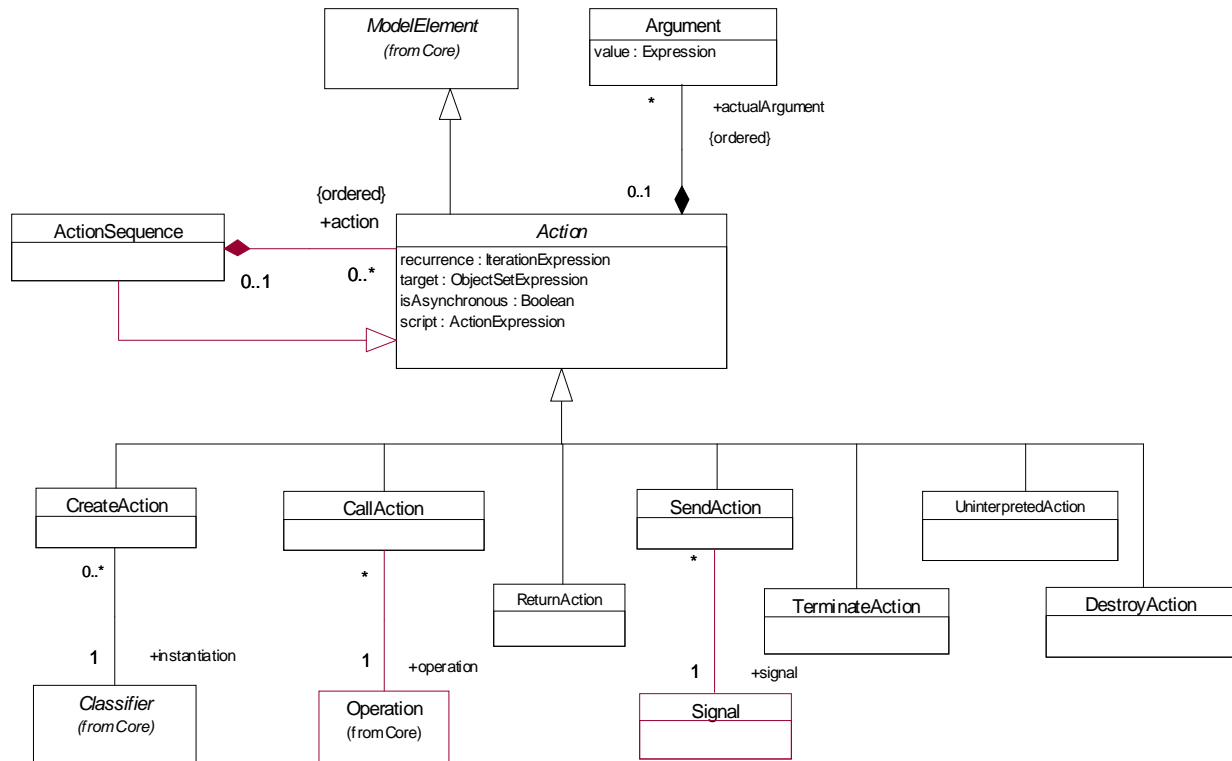 ModelElement
(from Core)
Argument
value : Expression
*
+actualArgument
{ordered}
0..1
{ordered}
+action
ActionSequence
0..1
0..*
Action
recurrence : IterationExpression
target : ObjectSetExpression
isAsynchronous : Boolean
script : ActionExpression
CreateAction
CallAction
SendAction
UninterpretedAction
ReturnAction
TerminateAction
DestroyAction
0..*
*
*
1
+instantiation
1
+operation
1
+signal
Classifier
(from Core)
Operation
(from Core)
Signal